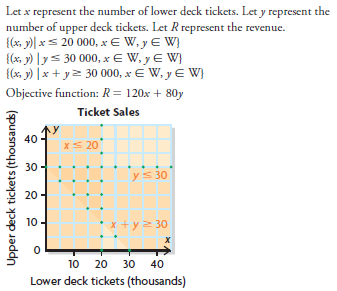 Let x represent the number of lower deck tickets. Let y represent the
number of upper deck tickets. Let R represent the revenue.
{(x, y)| x ≤ 20 000, x ∈ W, y ∈ W}
{(x, y) | y ≤ 30 000, x ∈ W, y ∈ W}
{(x, y) | x + y ≥ 30 000, x ∈ W, y ∈ W}
Objective function: R = 120x + 80y
Ticket Sales
Upper deck tickets (thousands)
y
40
x ≤ 20
30
y ≤ 30
20
10
x + y ≥ 30
x
0
10 20 30 40
Lower deck tickets (thousands)